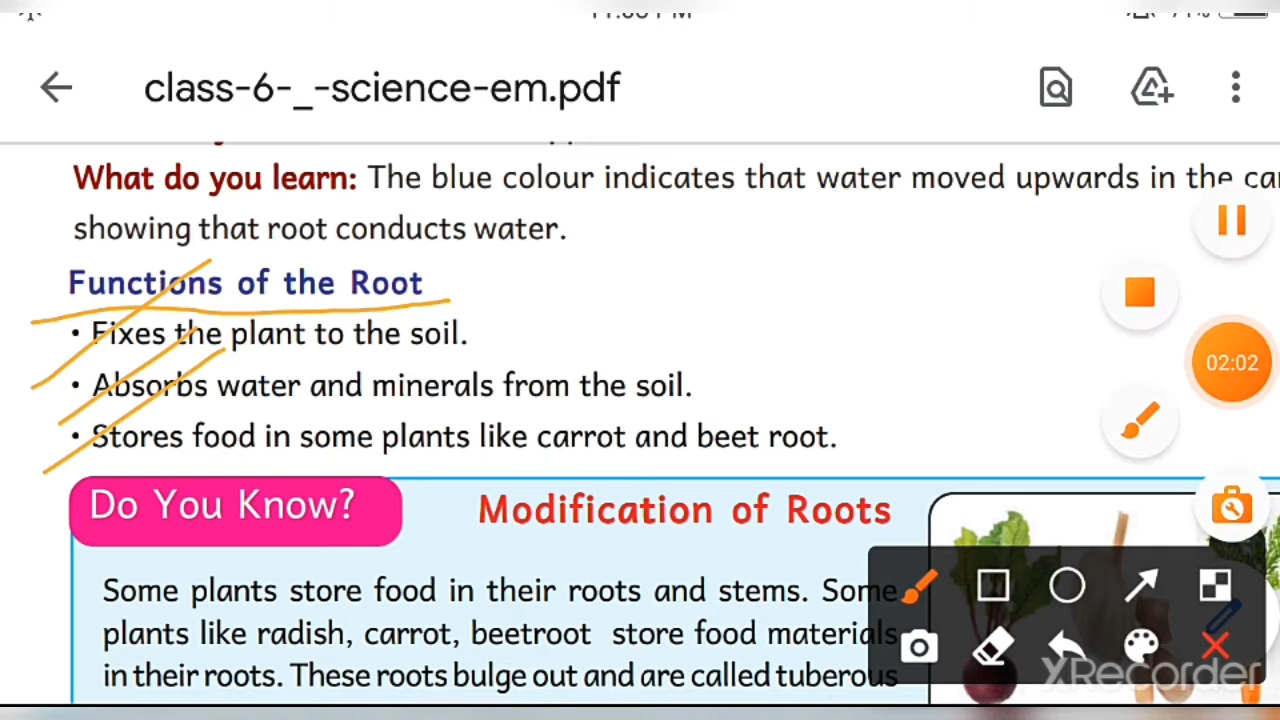 class-6-_-science-em.pdf
What do you learn: The blue colour indicates that water moved upwards in the
showing that root conducts water.
Functions of the Root
• Fixes the plant to the soil.
• Absorbs water and minerals from the soil.
• Stores food in some plants like carrot and beet root.
02:02
Do You Know?
Modification of Roots
Some plants store food in their roots and stems. Some
plants like radish, carrot, beetroot store food materials
in their roots. These roots bulge out and are called tuberous
XRecorder